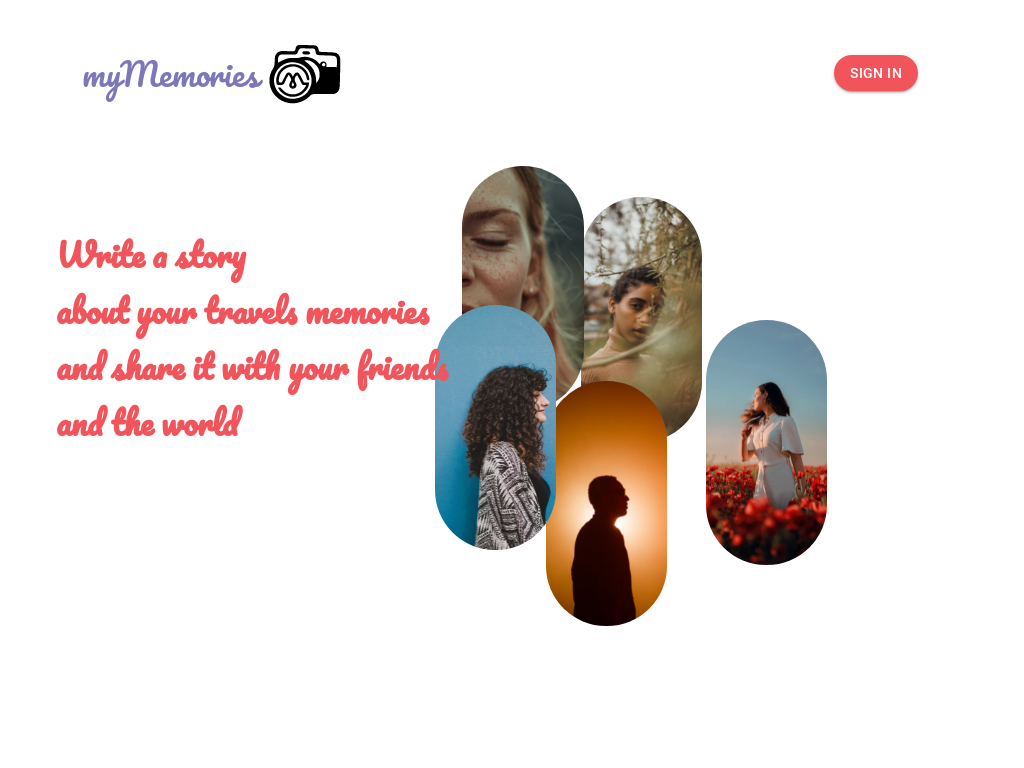 myMemories
SIGN IN
Write a story
about your travels memories
and share it with your friends
and the world